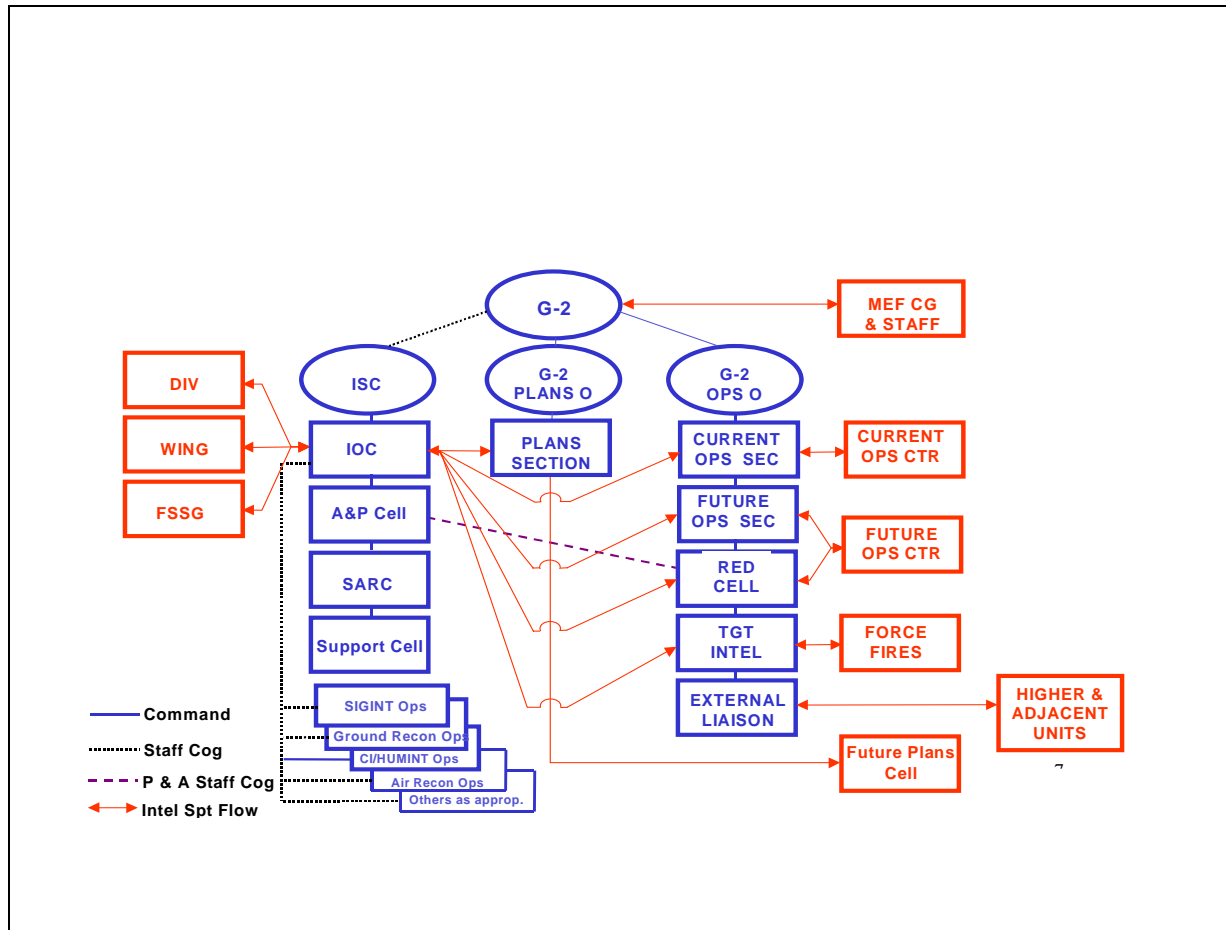 G-2
MEF CG
& STAFF
ISC
G-2
PLANS O
G-2
OPS O
DIV
WING
FSSG
IOC
PLANS
SECTION
CURRENT
OPS SEC
CURRENT
OPS CTR
A&P Cell
FUTURE
OPS SEC
FUTURE
OPS CTR
SARC
RED
CELL
Support Cell
TGT
INTEL
FORCE
FIRES
EXTERNAL
LIAISON
HIGHER &
ADJACENT
UNITS
SIGINT Ops
Ground Recon Ops
CI/HUMINT Ops
Air Recon Ops
Others as approp.
Future Plans
Cell
Command
Staff Cog
P & A Staff Cog
Intel Spt Flow